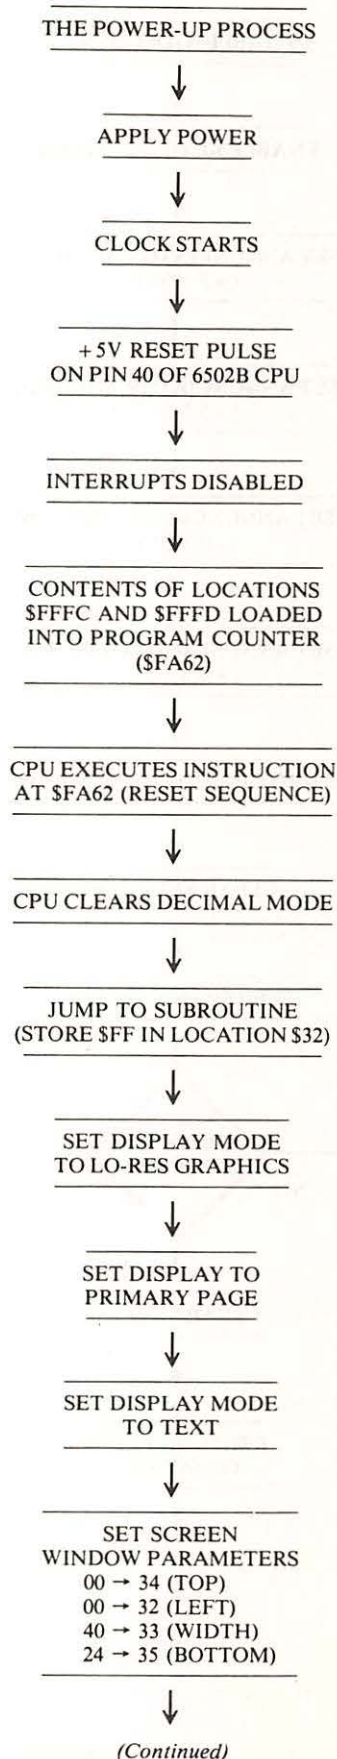 THE POWER-UP PROCESS
APPLY POWER
CLOCK STARTS
+5V RESET PULSE
ON PIN 40 OF 6502B CPU
INTERRUPTS DISABLED
CONTENTS OF LOCATIONS
$FFFC AND $FFFD LOADED
INTO PROGRAM COUNTER
($FA62)
CPU EXECUTES INSTRUCTION
AT $FA62 (RESET SEQUENCE)
CPU CLEARS DECIMAL MODE
JUMP TO SUBROUTINE
(STORE $FF IN LOCATION $32)
SET DISPLAY MODE
TO LO-RES GRAPHICS
SET DISPLAY TO
PRIMARY PAGE
SET DISPLAY MODE
TO TEXT
SET SCREEN
WINDOW PARAMETERS
00 → 34 (TOP)
00 → 32 (LEFT)
40 → 33 (WIDTH)
24 → 35 (BOTTOM)
(Continued)